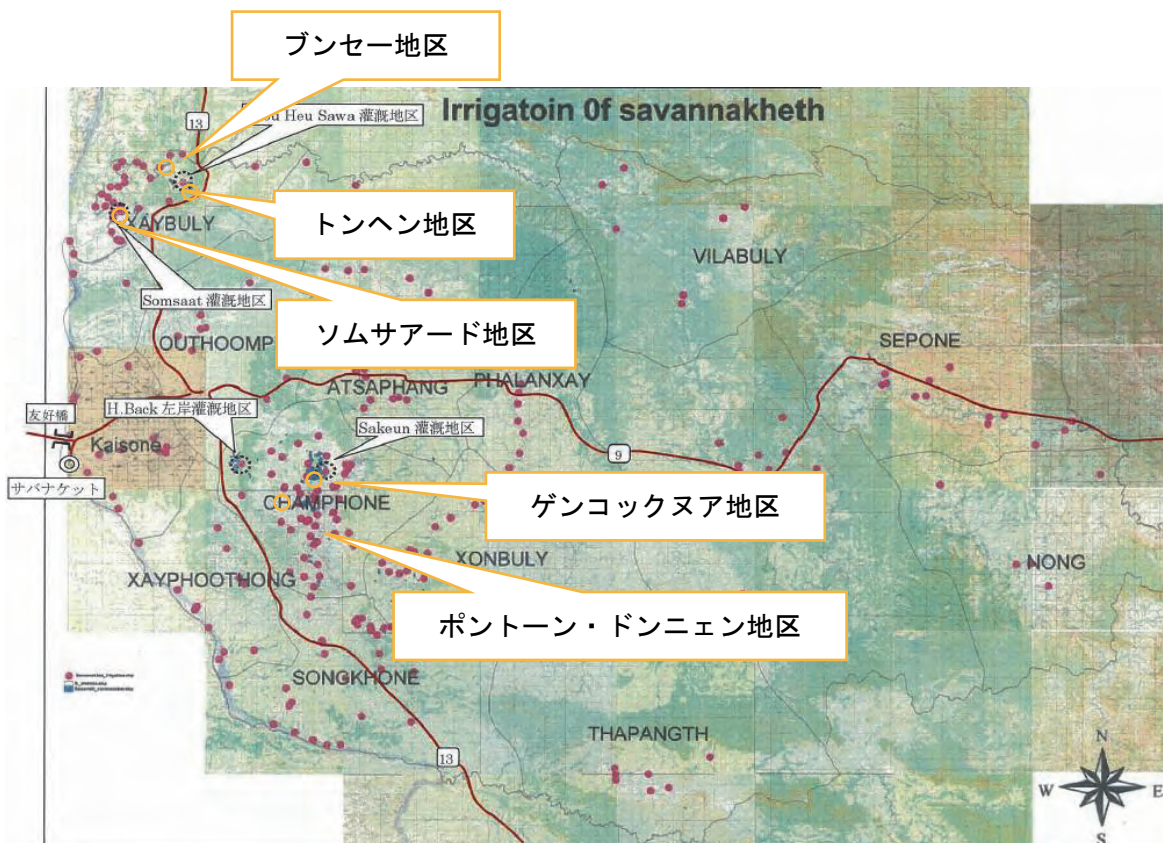 ブンセー地区
Irrigatoin 0f savannakheth
13
u Heu Sawa 灌漑地区
トンヘン地区
XAYBULY
VILABULY
Somsaat 灌漑地区
ソムサアード地区
OUTHOOMP
SEPONE
ATSAPHANG
PHALANXAY
H.Back 左岸灌漑地区
友好橋
Sakeun 灌漑地区
Kaisone
9
サバナケット
CHAMPHONE
ゲンコックヌア地区
XONBULY
NONG
XAYPHOOTHONG
ポントーン・ドンニェン地区
SONGKHONE
THAPANGTH
13
N
W
E
S